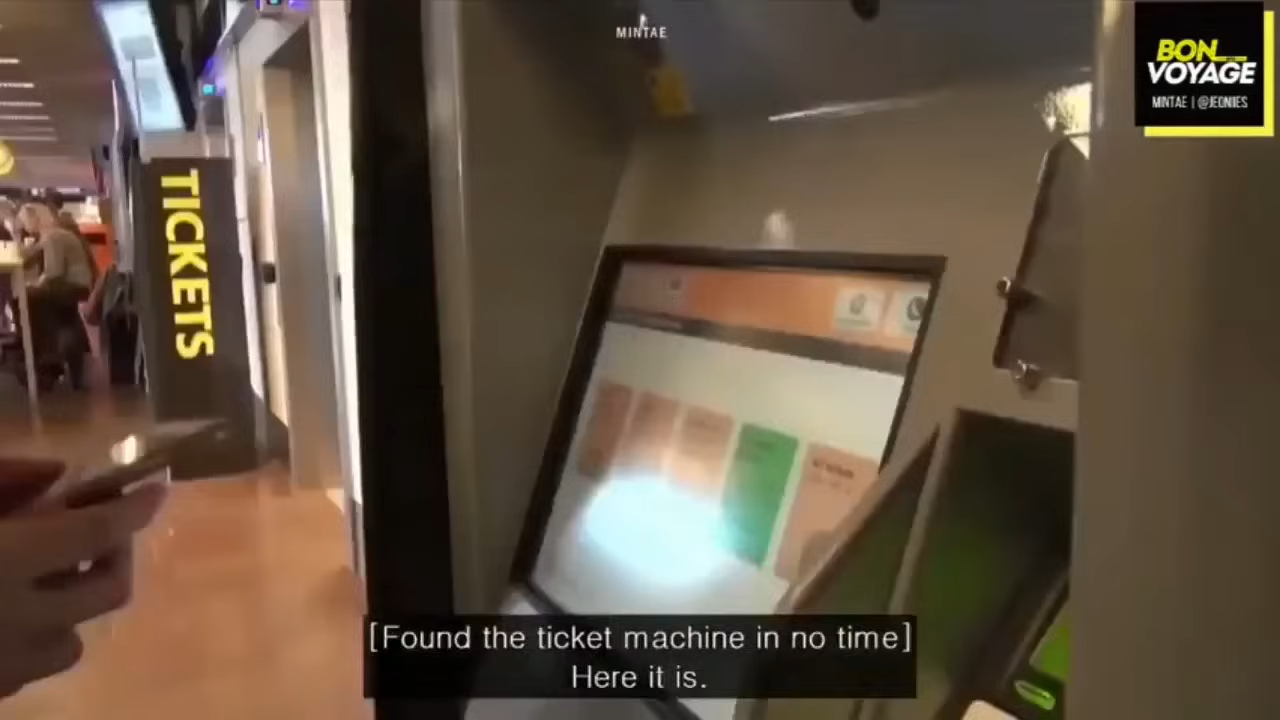 MINTAE
BON
VOYAGE
MINTAE | @JEONIES
TICKETS
[Found the ticket machine in no time]
Here it is.